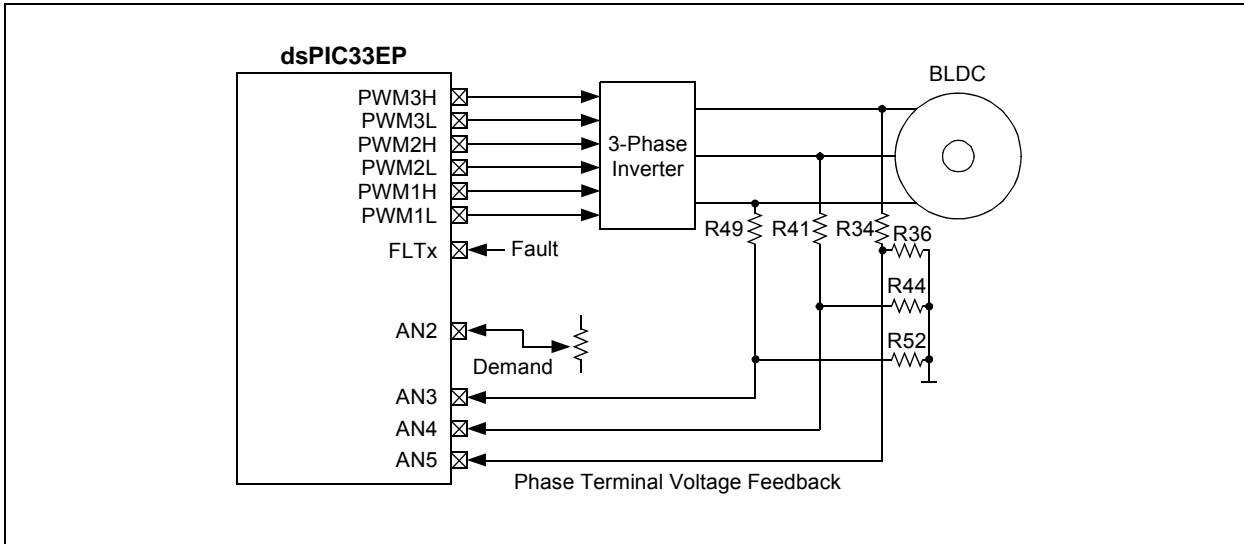 dsPIC33EP
BLDC
PWM3H
PWM3L
PWM2H
PWM2L
PWM1H
PWM1L
3-Phase
Inverter
R49
R41
R34
R36
FLTx
Fault
R44
AN2
R52
Demand
AN3
AN4
AN5
Phase Terminal Voltage Feedback